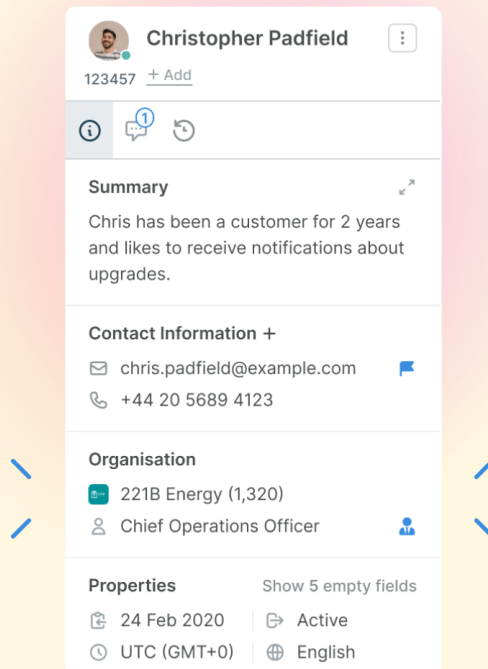 Christopher Padfield
123457 + Add
1
Summary
Chris has been a customer for 2 years
and likes to receive notifications about
upgrades.
Contact Information +
chris.padfield@example.com
+44 20 5689 4123
Organisation
221B Energy (1,320)
Chief Operations Officer
Properties Show 5 empty fields
24 Feb 2020 Active
UTC (GMT+0) English